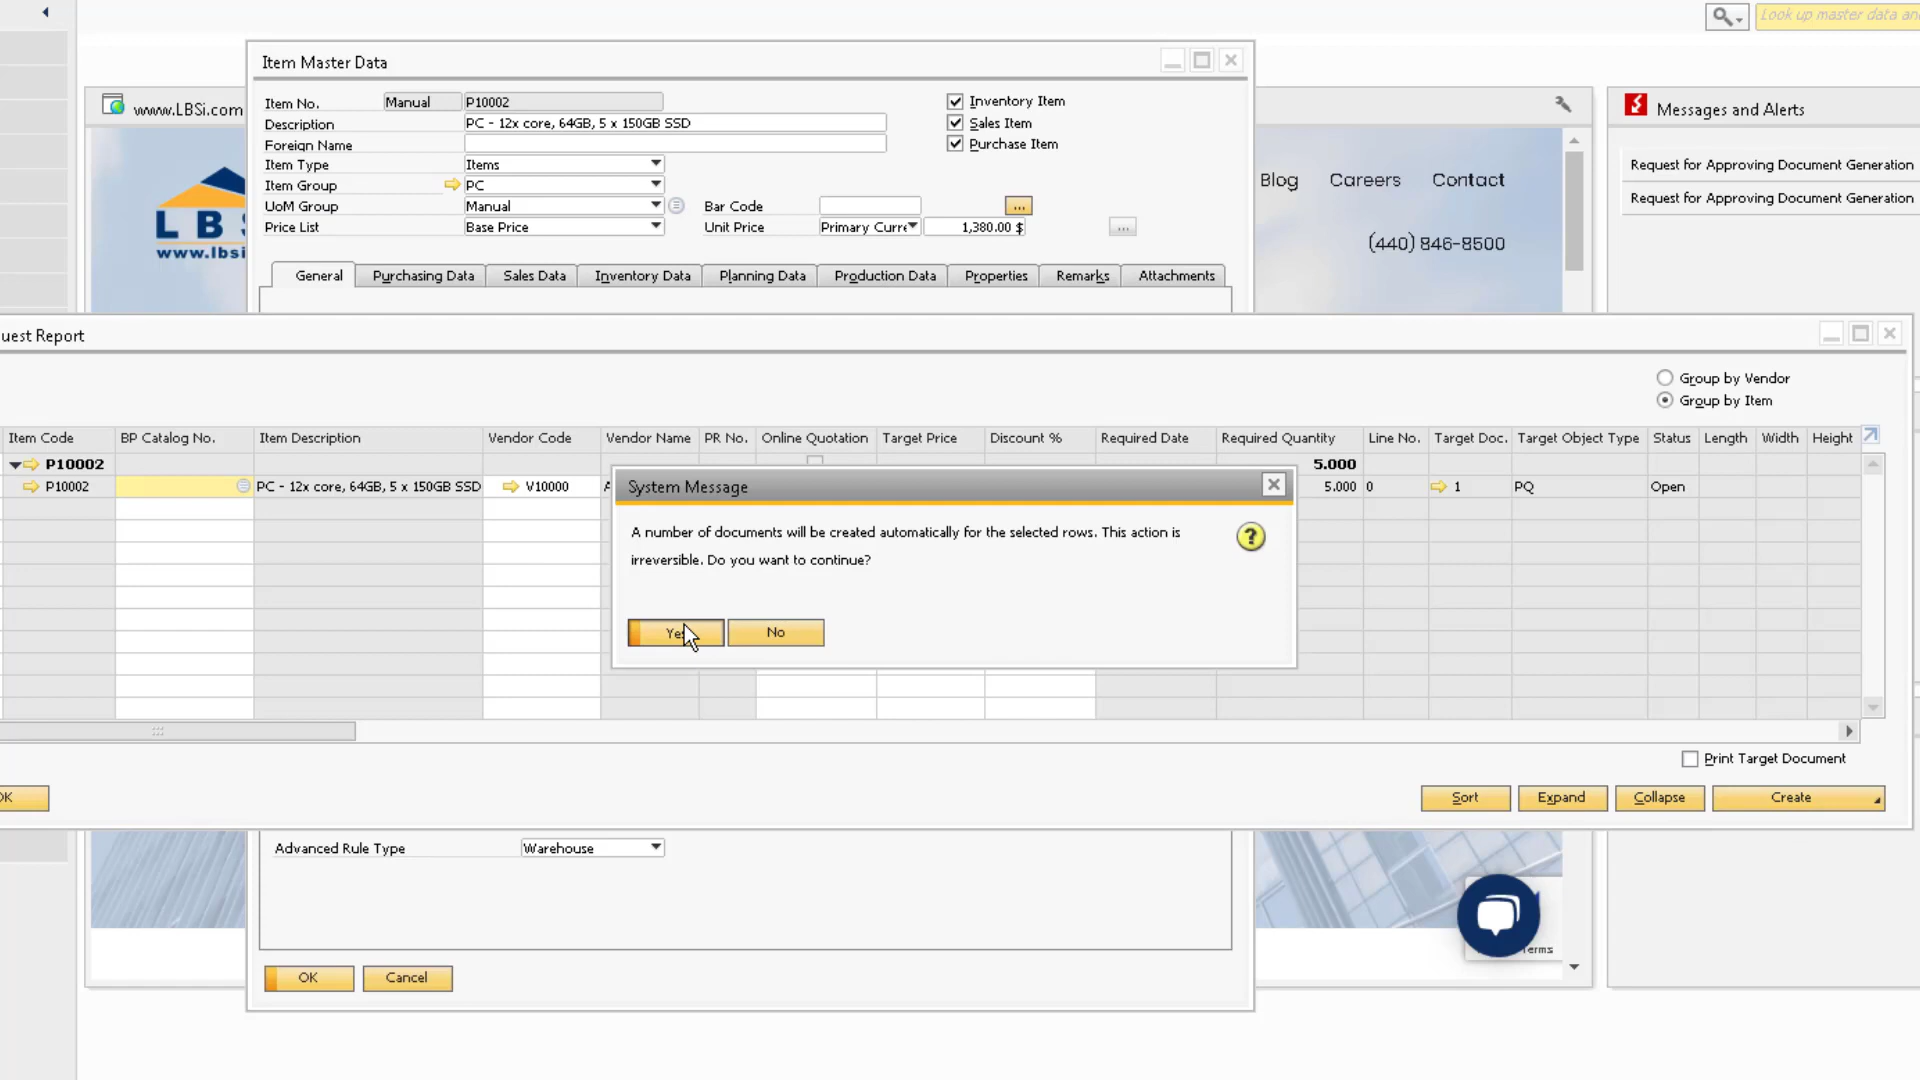 Look up master data an
Item Master Data
www.LBSi.com
Messages and Alerts
Item No.
Manual
P10002
Inventory Item
Description
PC - 12x core, 64GB, 5 x 150GB SSD
Sales Item
Foreign Name
Purchase Item
Item Type
Items
Item Group
PC
UoM Group
Manual
Bar Code
...
Price List
Base Price
Unit Price
Primary Curre
1,380.00 $
...
Request for Approving Document Generation
Request for Approving Document Generation
Blog
Careers
Contact
(440) 846-8500
LBS
www.lbsi
General
Purchasing Data
Sales Data
Inventory Data
Planning Data
Production Data
Properties
Remarks
Attachments
uest Report
Group by Vendor
Group by Item
Item Code
BP Catalog No.
Item Description
Vendor Code
Vendor Name
PR No.
Online Quotation
Target Price
Discount %
Required Date
Required Quantity
Line No.
Target Doc.
Target Object Type
Status
Length
Width
Height
P10002
5.000
P10002
PC - 12x core, 64GB, 5 x 150GB SSD
V10000
5.000
0
1
PQ
Open
System Message
A number of documents will be created automatically for the selected rows. This action is
irreversible. Do you want to continue?
?
Yes
No
Print Target Document
OK
Sort
Expand
Collapse
Create
Advanced Rule Type
Warehouse
OK
Cancel
Terms